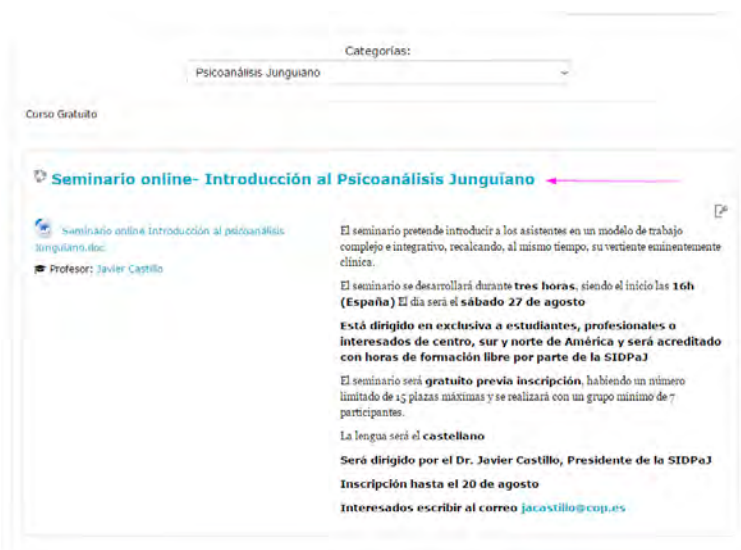 Categorías:
Psicoanálisis Junguiano
Curso Gratuito
Seminario online- Introducción al Psicoanálisis Junguiano
Seminario online Introducción al psicoanálisis
Junguiano.doc
Profesor: Javier Castillo
El seminario pretende introducir a los asistentes en un modelo de trabajo
complejo e integrativo, recalcando, al mismo tiempo, su vertiente eminentemente
clínica.
El seminario se desarrollará durante tres horas, siendo el inicio las 16h
(España) El dia será el sábado 27 de agosto
Está dirigido en exclusiva a estudiantes, profesionales o
interesados de centro, sur y norte de América y será acreditado
con horas de formación libre por parte de la SIDPaJ
El seminario será gratuito previa inscripción, habiendo un número
limitado de 15 plazas máximas y se realizará con un grupo mínimo de 7
participantes.
La lengua será el castellano
Será dirigido por el Dr. Javier Castillo, Presidente de la SIDPaJ
Inscripción hasta el 20 de agosto
Interesados escribir al correo jacastillo@cop.es